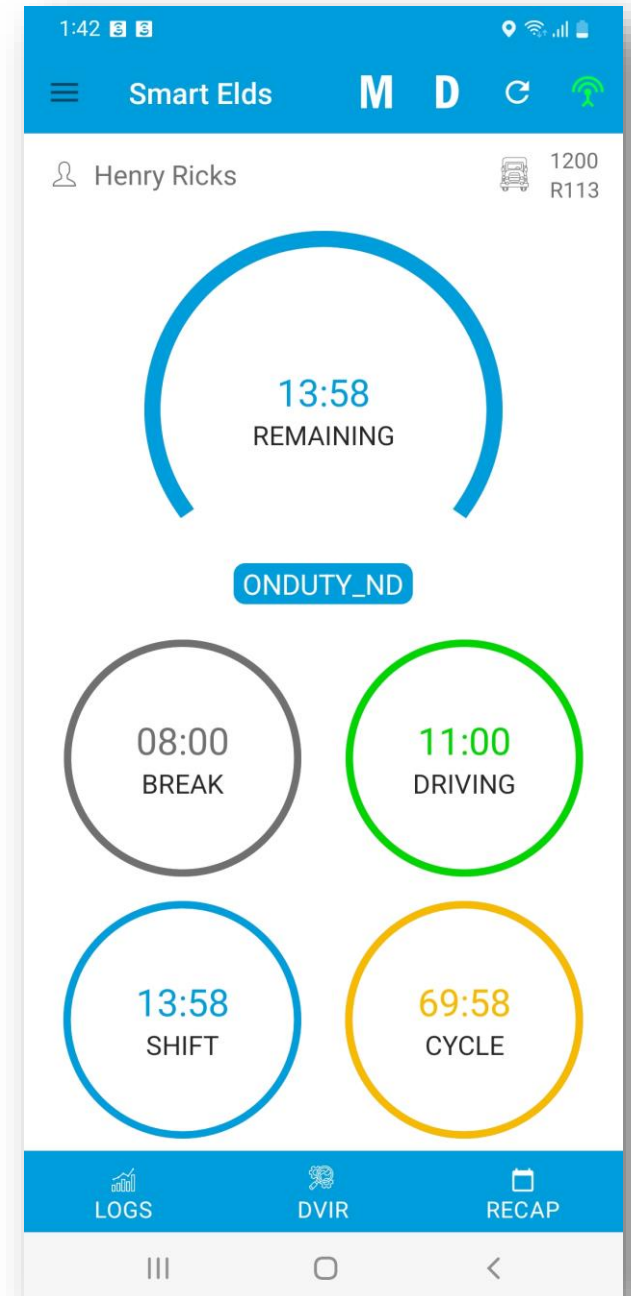 1:42
Smart Elds M D
Henry Ricks
1200
R113
13:58
REMAINING
ONDUTY_ND
08:00
BREAK
11:00
DRIVING
13:58
SHIFT
69:58
CYCLE
LOGS
DVIR
RECAP